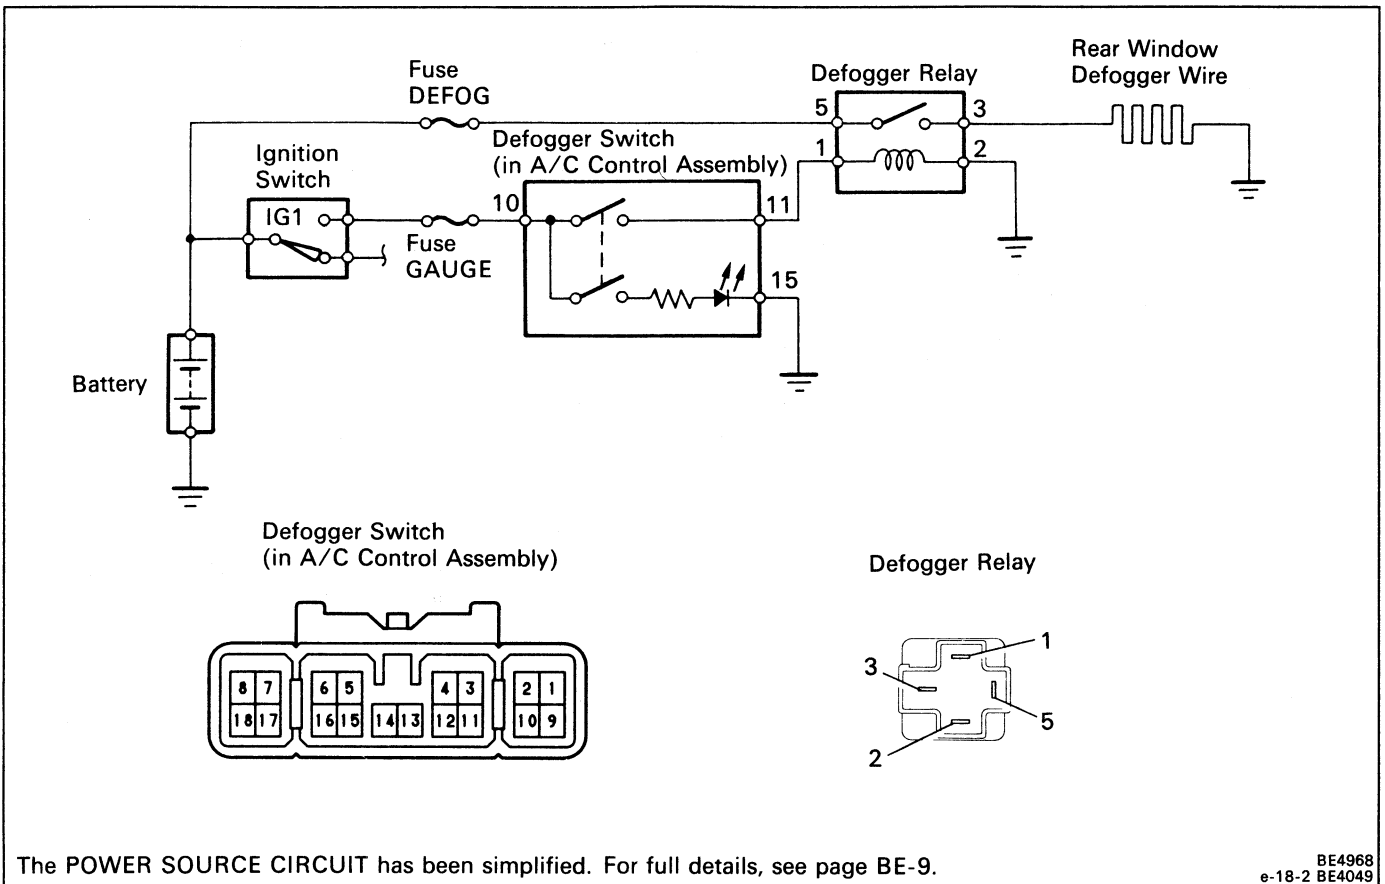 Rear Window
Defogger Wire
Defogger Relay
Fuse
DEFOG
5
3
1
2
Defogger Switch
(in A/C Control Assembly)
Ignition
Switch
IG1
10
11
Fuse
GAUGE
15
Battery
Defogger Switch
(in A/C Control Assembly)
Defogger Relay
8 7
18 17
6 5
16 15
14 13
4 3
12 11
2 1
10 9
1
3
5
2
The POWER SOURCE CIRCUIT has been simplified. For full details, see page BE-9.
BE4968
e-18-2 BE4049